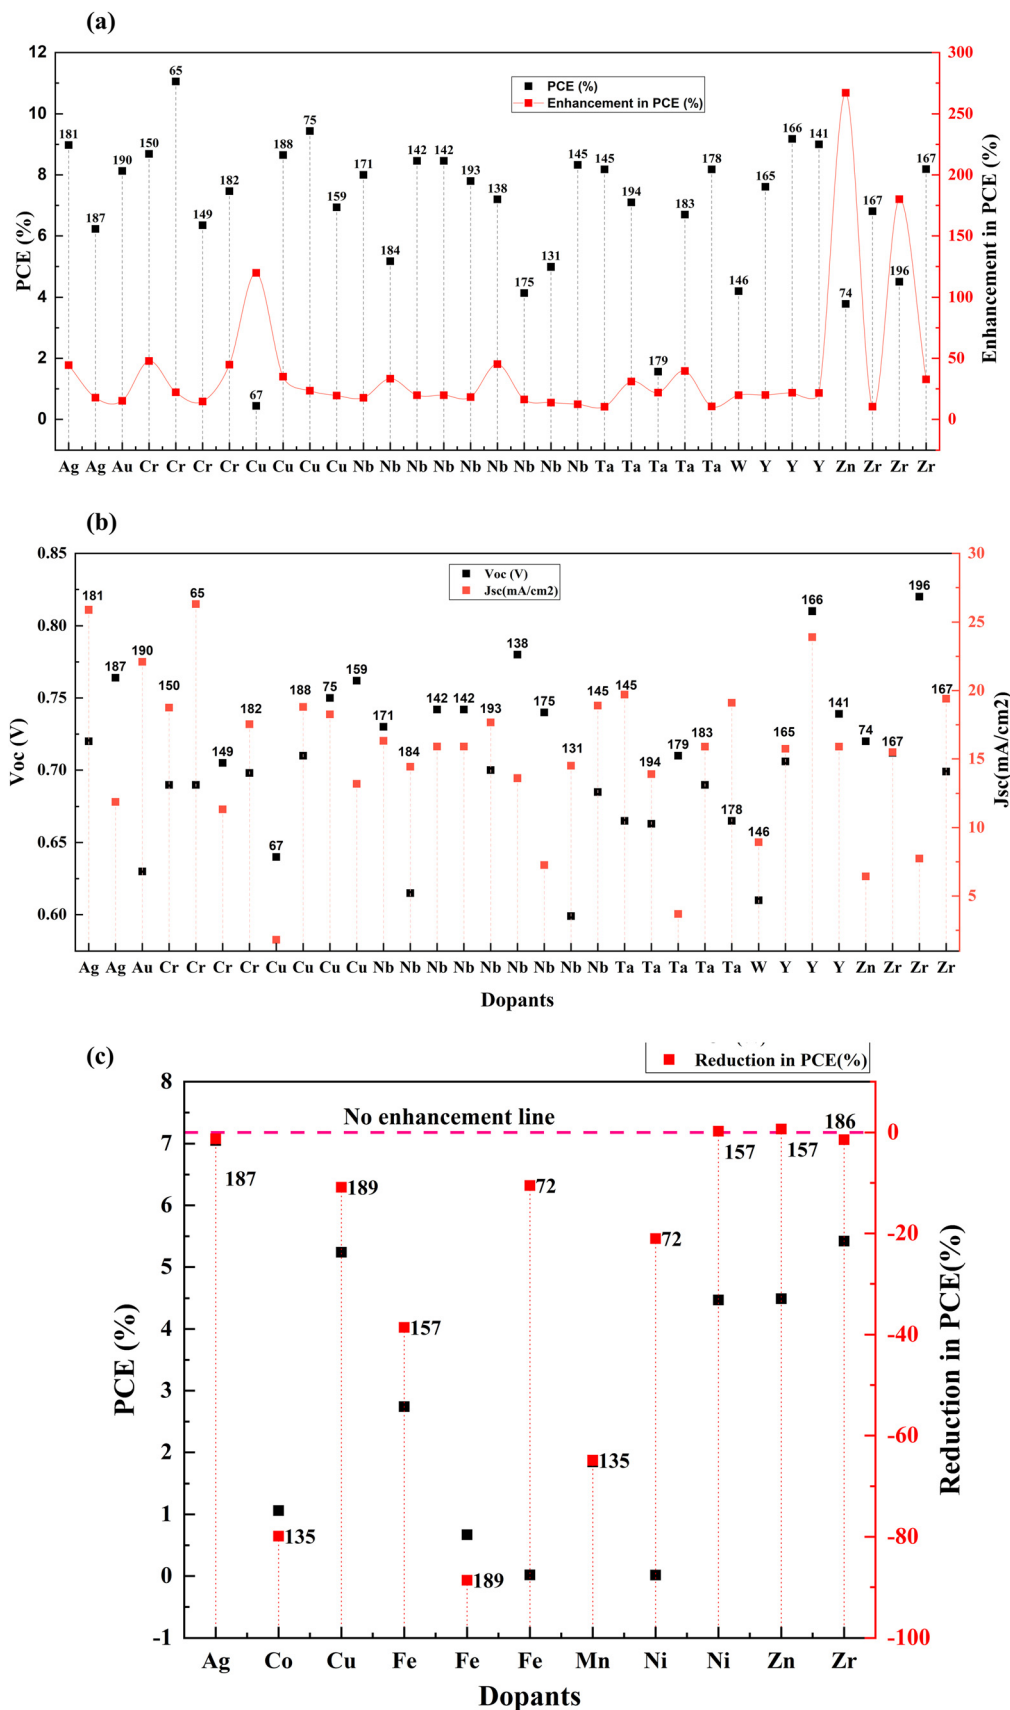 (a)
12
10
8
6
4
2
0
PCE (%)
300
250
200
150
100
50
0
Enhancement in PCE (%)
PCE (%)
Enhancement in PCE (%)
181 187 190 150 65 149 182 67 188 75 159 171 184 142 142 193 138 175 131 145 145 194 179 183 178 146 165 166 141 74 167 196 167
Ag Ag Au Cr Cr Cr Cr Cu Cu Cu Cu Nb Nb Nb Nb Nb Nb Nb Nb Nb Ta Ta Ta Ta Ta W Y Y Y Zn Zr Zr Zr
(b)
0.85
0.80
0.75
0.70
0.65
0.60
Voc (V)
30
25
20
15
10
5
Jsc(mA/cm2)
Voc (V)
Jsc(mA/cm2)
181 187 190 150 65 149 182 67 188 75 159 171 184 142 142 193 138 175 131 145 145 194 179 183 178 146 165 166 141 74 167 196 167
Ag Ag Au Cr Cr Cr Cr Cu Cu Cu Cu Nb Nb Nb Nb Nb Nb Nb Nb Nb Ta Ta Ta Ta Ta W Y Y Y Zn Zr Zr Zr
Dopants
(c)
Reduction in PCE(%)
8
7
6
5
4
3
2
1
0
-1
PCE (%)
0
-20
-40
-60
-80
-100
Reduction in PCE(%)
No enhancement line
187 135 189 157 189 72 135 72 157 157 186
Ag Co Cu Fe Fe Fe Mn Ni Ni Zn Zr
Dopants